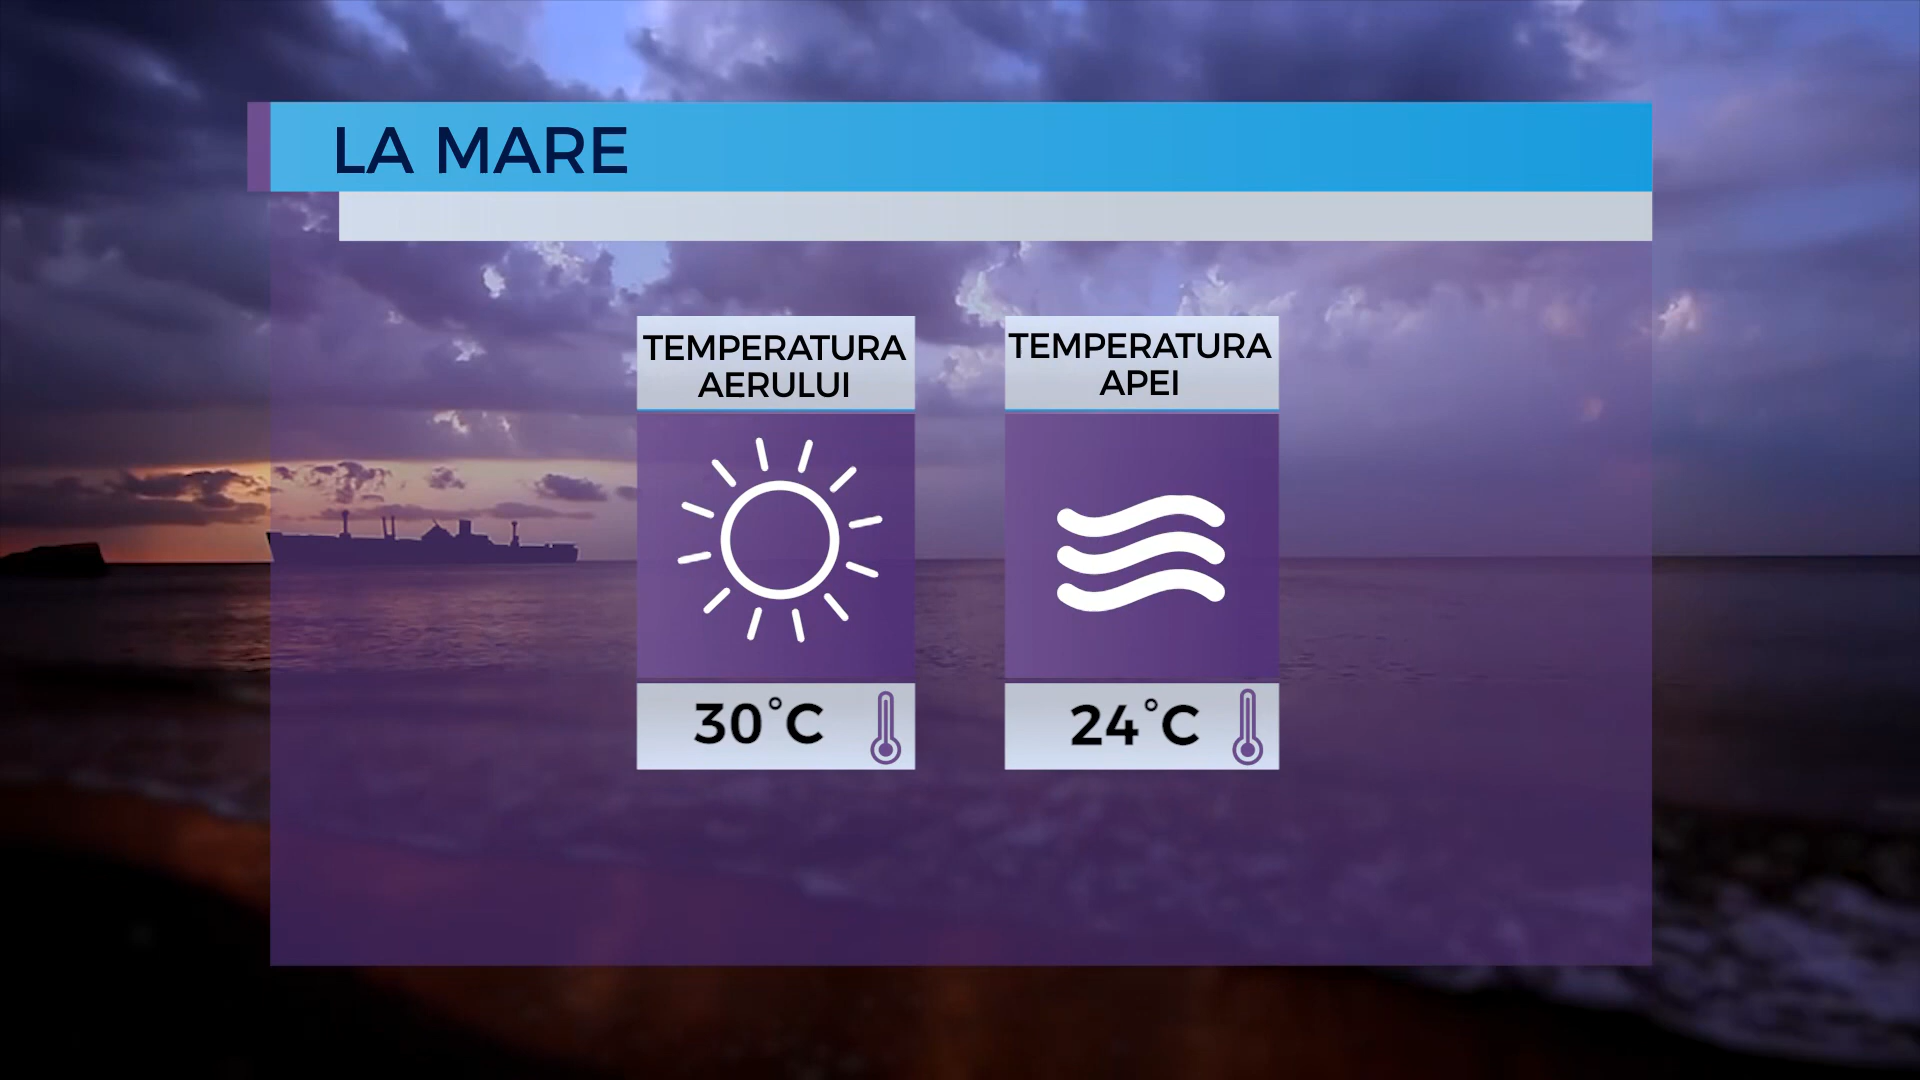 LA MARE
TEMPERATURA
AERULUI
30°C
TEMPERATURA
APEI
24°C